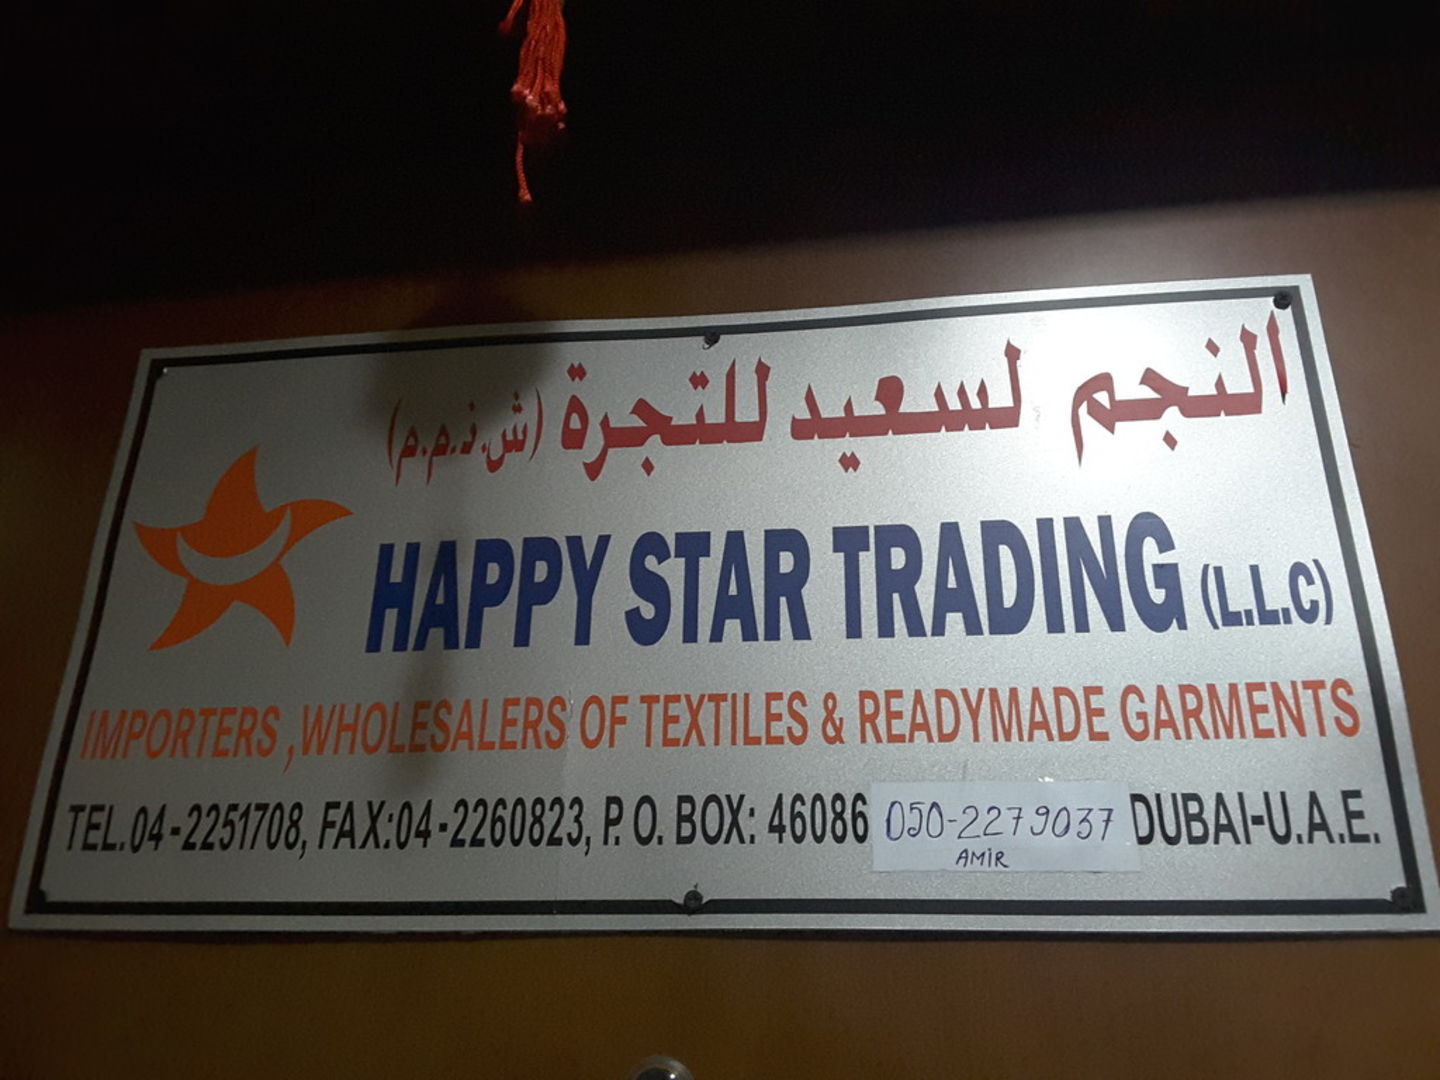 النجم لسعيد للتجرة (ش.ذ.م.م)
HAPPY STAR TRADING (L.L.C)
IMPORTERS ,WHOLESALERS OF TEXTILES & READYMADE GARMENTS
TEL.04-2251708, FAX:04-2260823, P. O. BOX: 46086 050-2279037 DUBAI-U.A.E.
AMIR